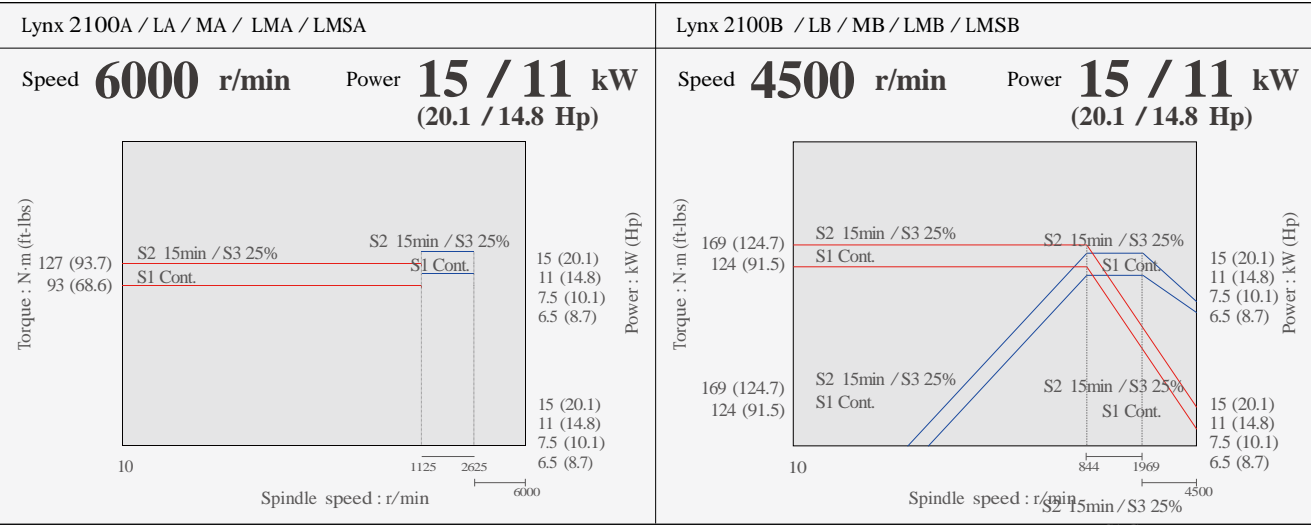 Lynx 2100A / LA / MA / LMA / LMSA
Speed 6000 r/min Power 15 / 11 kW
(20.1 / 14.8 Hp)
Torque : N·m (ft-lbs)
S2 15min / S3 25%
S1 Cont.
127 (93.7)
93 (68.6)
S2 15min / S3 25%
S1 Cont.
15 (20.1)
11 (14.8)
7.5 (10.1)
6.5 (8.7)
Power : kW (Hp)
15 (20.1)
11 (14.8)
7.5 (10.1)
6.5 (8.7)
10
1125
2625
6000
Spindle speed : r/min
Lynx 2100B / LB / MB / LMB / LMSB
Speed 4500 r/min Power 15 / 11 kW
(20.1 / 14.8 Hp)
Torque : N·m (ft-lbs)
169 (124.7)
124 (91.5)
S2 15min / S3 25%
S1 Cont.
S2 15min / S3 25%
S1 Cont.
15 (20.1)
11 (14.8)
7.5 (10.1)
6.5 (8.7)
Power : kW (Hp)
169 (124.7)
124 (91.5)
S2 15min / S3 25%
S1 Cont.
S2 15min / S3 25%
S1 Cont.
15 (20.1)
11 (14.8)
7.5 (10.1)
6.5 (8.7)
10
844
1969
4500
Spindle speed : r/min
S2 15min / S3 25%